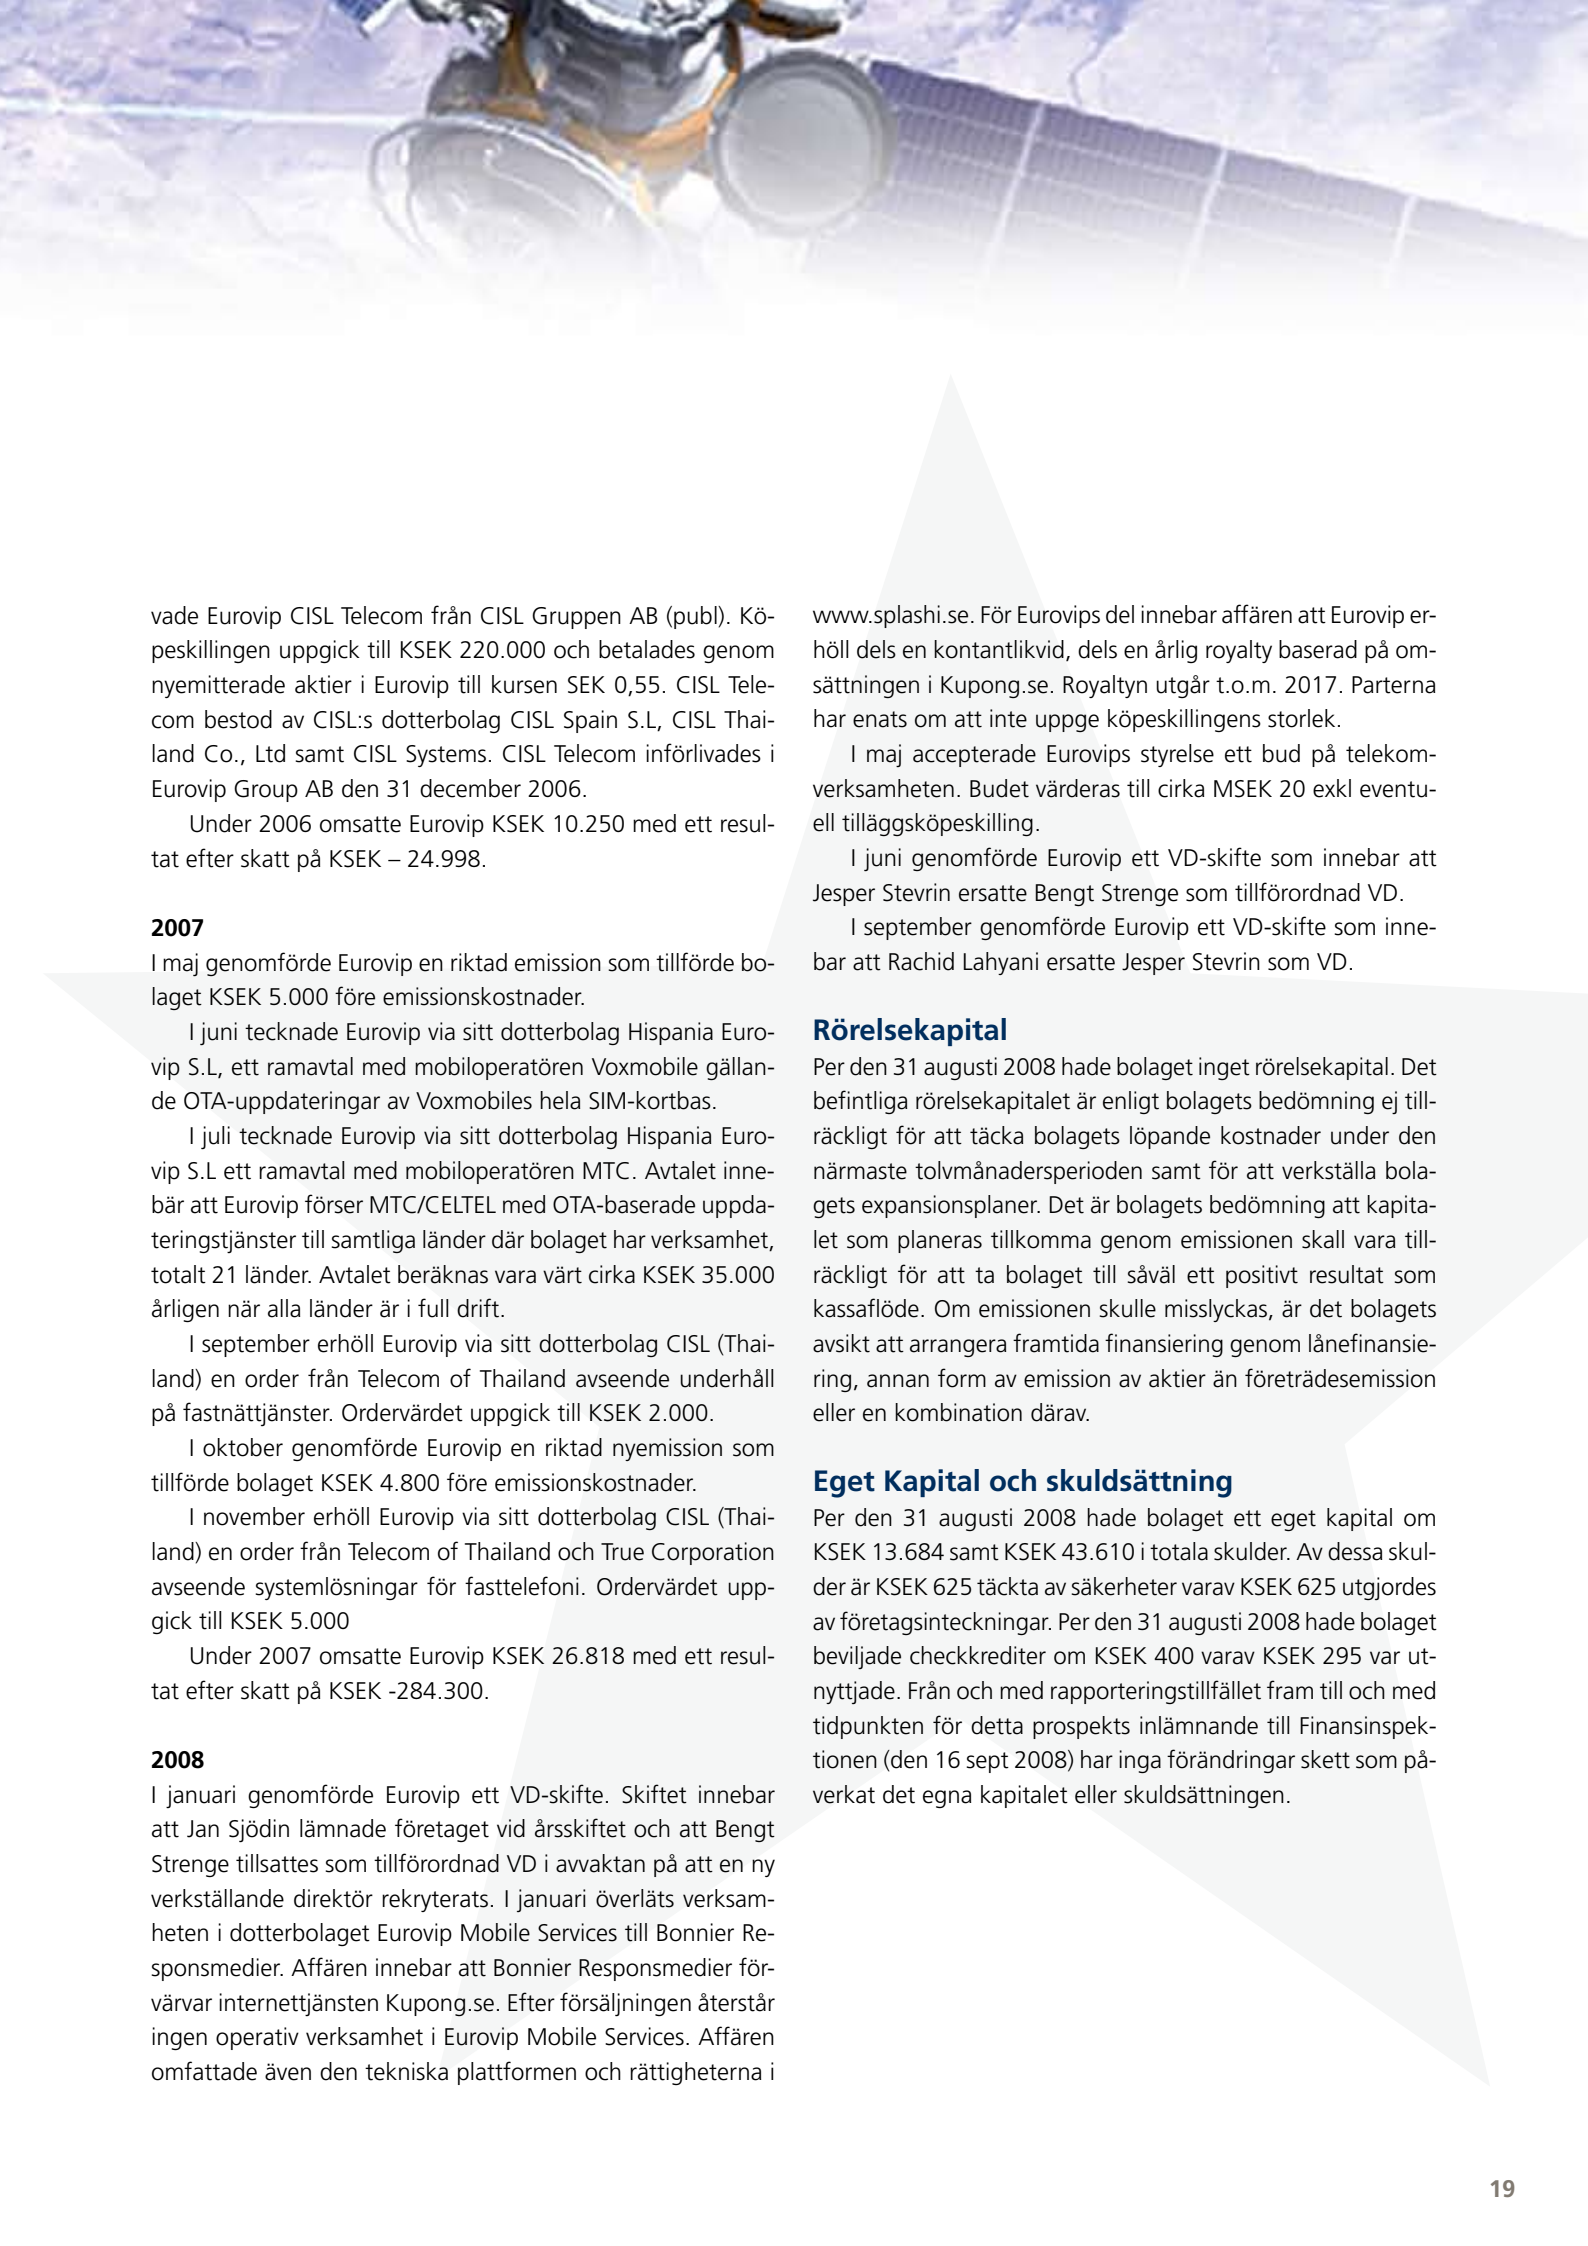 vade Eurovip CISL Telecom från CISL Gruppen AB (publ). Kö-
peskillingen uppgick till KSEK 220.000 och betalades genom
nyemitterade aktier i Eurovip till kursen SEK 0,55. CISL Tele-
com bestod av CISL:s dotterbolag CISL Spain S.L, CISL Thai-
land Co., Ltd samt CISL Systems. CISL Telecom införlivades i
Eurovip Group AB den 31 december 2006.
Under 2006 omsatte Eurovip KSEK 10.250 med ett resul-
tat efter skatt på KSEK – 24.998.
2007
I maj genomförde Eurovip en riktad emission som tillförde bo-
laget KSEK 5.000 före emissionskostnader.
I juni tecknade Eurovip via sitt dotterbolag Hispania Euro-
vip S.L, ett ramavtal med mobiloperatören Voxmobile gällan-
de OTA-uppdateringar av Voxmobiles hela SIM-kortbas.
I juli tecknade Eurovip via sitt dotterbolag Hispania Euro-
vip S.L ett ramavtal med mobiloperatören MTC. Avtalet inne-
bär att Eurovip förser MTC/CELTEL med OTA-baserade uppda-
teringstjänster till samtliga länder där bolaget har verksamhet,
totalt 21 länder. Avtalet beräknas vara värt cirka KSEK 35.000
årligen när alla länder är i full drift.
I september erhöll Eurovip via sitt dotterbolag CISL (Thai-
land) en order från Telecom of Thailand avseende underhåll
på fastnättjänster. Ordervärdet uppgick till KSEK 2.000.
I oktober genomförde Eurovip en riktad nyemission som
tillförde bolaget KSEK 4.800 före emissionskostnader.
I november erhöll Eurovip via sitt dotterbolag CISL (Thai-
land) en order från Telecom of Thailand och True Corporation
avseende systemlösningar för fasttelefoni. Ordervärdet upp-
gick till KSEK 5.000
Under 2007 omsatte Eurovip KSEK 26.818 med ett resul-
tat efter skatt på KSEK -284.300.
2008
I januari genomförde Eurovip ett VD-skifte. Skiftet innebar
att Jan Sjödin lämnade företaget vid årsskiftet och att Bengt
Strenge tillsattes som tillförordnad VD i avvaktan på att en ny
verkställande direktör rekryterats. I januari överläts verksam-
heten i dotterbolaget Eurovip Mobile Services till Bonnier Re-
sponsmedier. Affären innebar att Bonnier Responsmedier för-
värvar internettjänsten Kupong.se. Efter försäljningen återstår
ingen operativ verksamhet i Eurovip Mobile Services. Affären
omfattade även den tekniska plattformen och rättigheterna i
www.splashi.se. För Eurovips del innebar affären att Eurovip er-
höll dels en kontantlikvid, dels en årlig royalty baserad på om-
sättningen i Kupong.se. Royaltyn utgår t.o.m. 2017. Parterna
har enats om att inte uppge köpeskillingens storlek.
I maj accepterade Eurovips styrelse ett bud på telekom-
verksamheten. Budet värderas till cirka MSEK 20 exkl eventu-
ell tilläggsköpeskilling.
I juni genomförde Eurovip ett VD-skifte som innebar att
Jesper Stevrin ersatte Bengt Strenge som tillförordnad VD.
I september genomförde Eurovip ett VD-skifte som inne-
bar att Rachid Lahyani ersatte Jesper Stevrin som VD.
Rörelsekapital
Per den 31 augusti 2008 hade bolaget inget rörelsekapital. Det
befintliga rörelsekapitalet är enligt bolagets bedömning ej till-
räckligt för att täcka bolagets löpande kostnader under den
närmaste tolvmånadersperioden samt för att verkställa bola-
gets expansionsplaner. Det är bolagets bedömning att kapita-
let som planeras tillkomma genom emissionen skall vara till-
räckligt för att ta bolaget till såväl ett positivt resultat som
kassaflöde. Om emissionen skulle misslyckas, är det bolagets
avsikt att arrangera framtida finansiering genom lånefinansie-
ring, annan form av emission av aktier än företrädesemission
eller en kombination därav.
Eget Kapital och skuldsättning
Per den 31 augusti 2008 hade bolaget ett eget kapital om
KSEK 13.684 samt KSEK 43.610 i totala skulder. Av dessa skul-
der är KSEK 625 täckta av säkerheter varav KSEK 625 utgjordes
av företagsinteckningar. Per den 31 augusti 2008 hade bolaget
beviljade checkkrediter om KSEK 400 varav KSEK 295 var ut-
nyttjade. Från och med rapporteringstillfället fram till och med
tidpunkten för detta prospekts inlämnande till Finansinspek-
tionen (den 16 sept 2008) har inga förändringar skett som på-
verkat det egna kapitalet eller skuldsättningen.
19